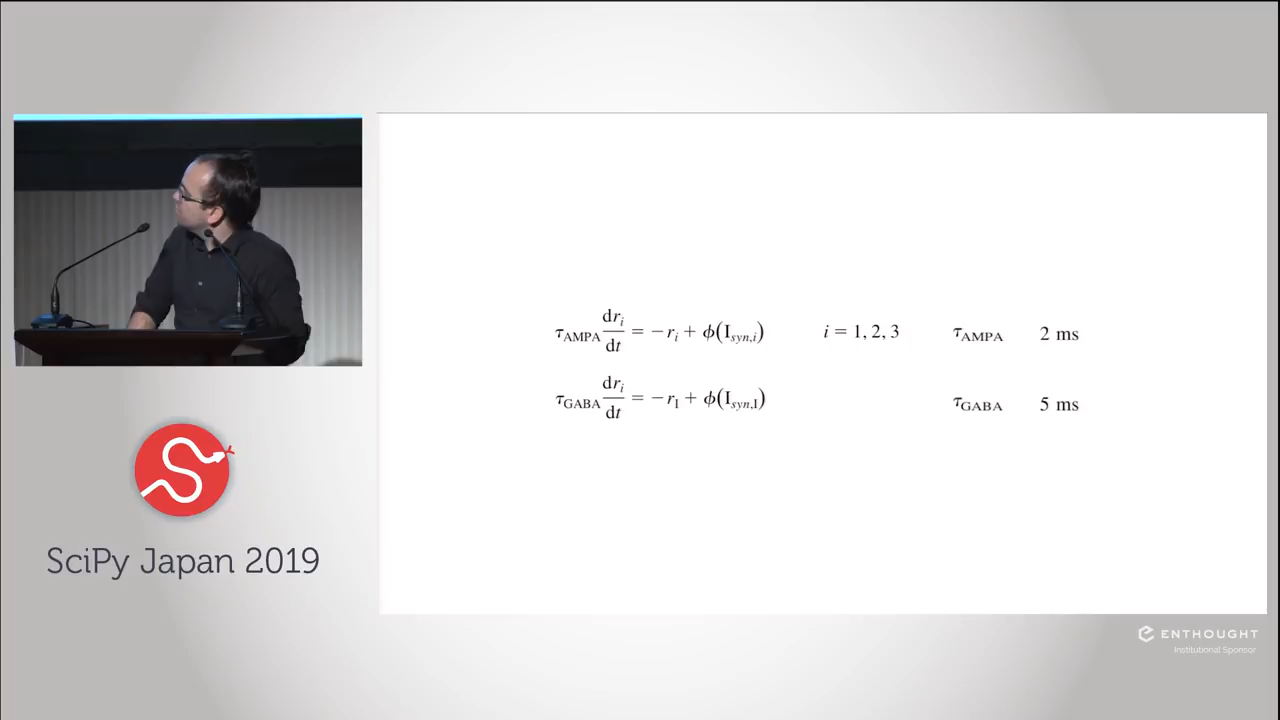 τ_AMPA dr_i/dt = −r_i + ϕ(I_syn,i) i = 1, 2, 3 τ_AMPA 2 ms
τ_GABA dr_i/dt = −r_I + ϕ(I_syn,I) τ_GABA 5 ms
SciPy Japan 2019
ENTHOUGHT
Institutional Sponsor